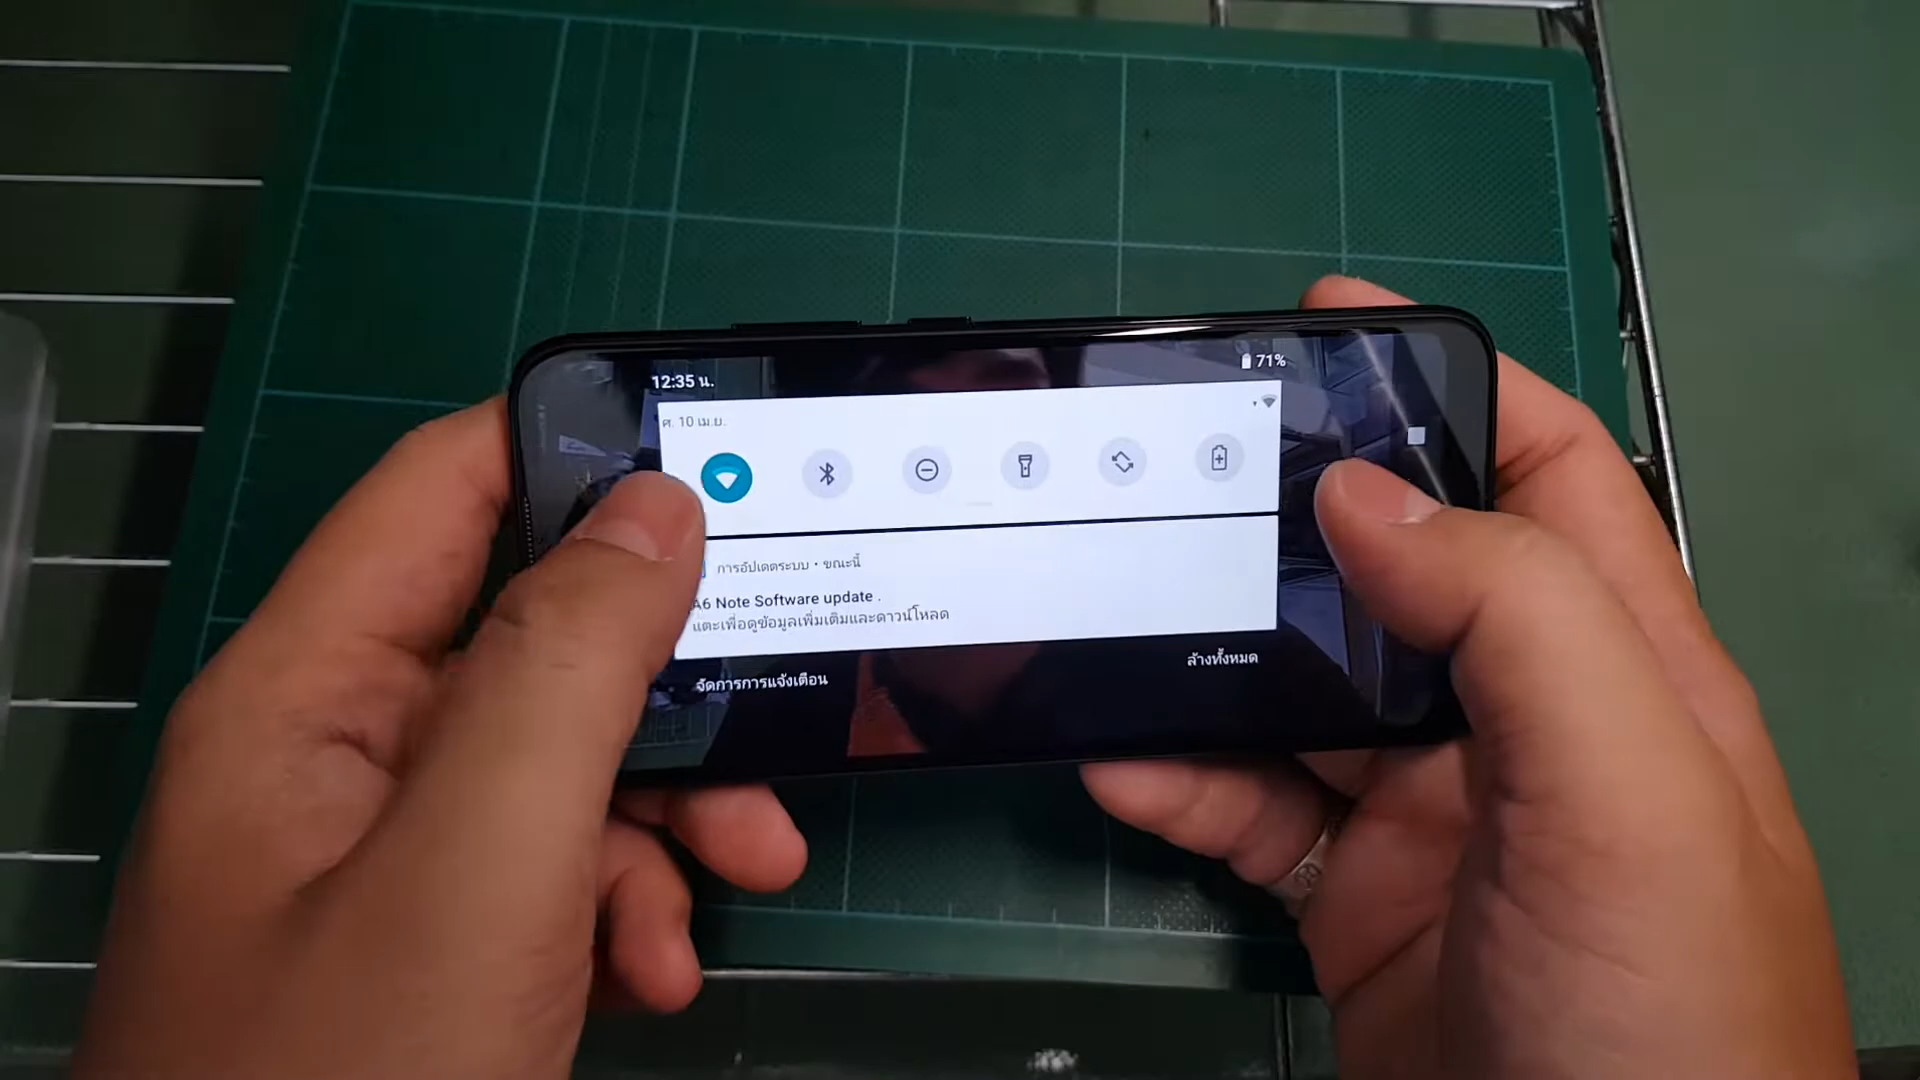 12:35 น.
71%
ศ. 10 เม.ย.
การอัปเดตระบบ • ขณะนี้
A6 Note Software update .
แตะเพื่อดูข้อมูลเพิ่มเติมและดาวน์โหลด
จัดการการแจ้งเตือน
ล้างทั้งหมด